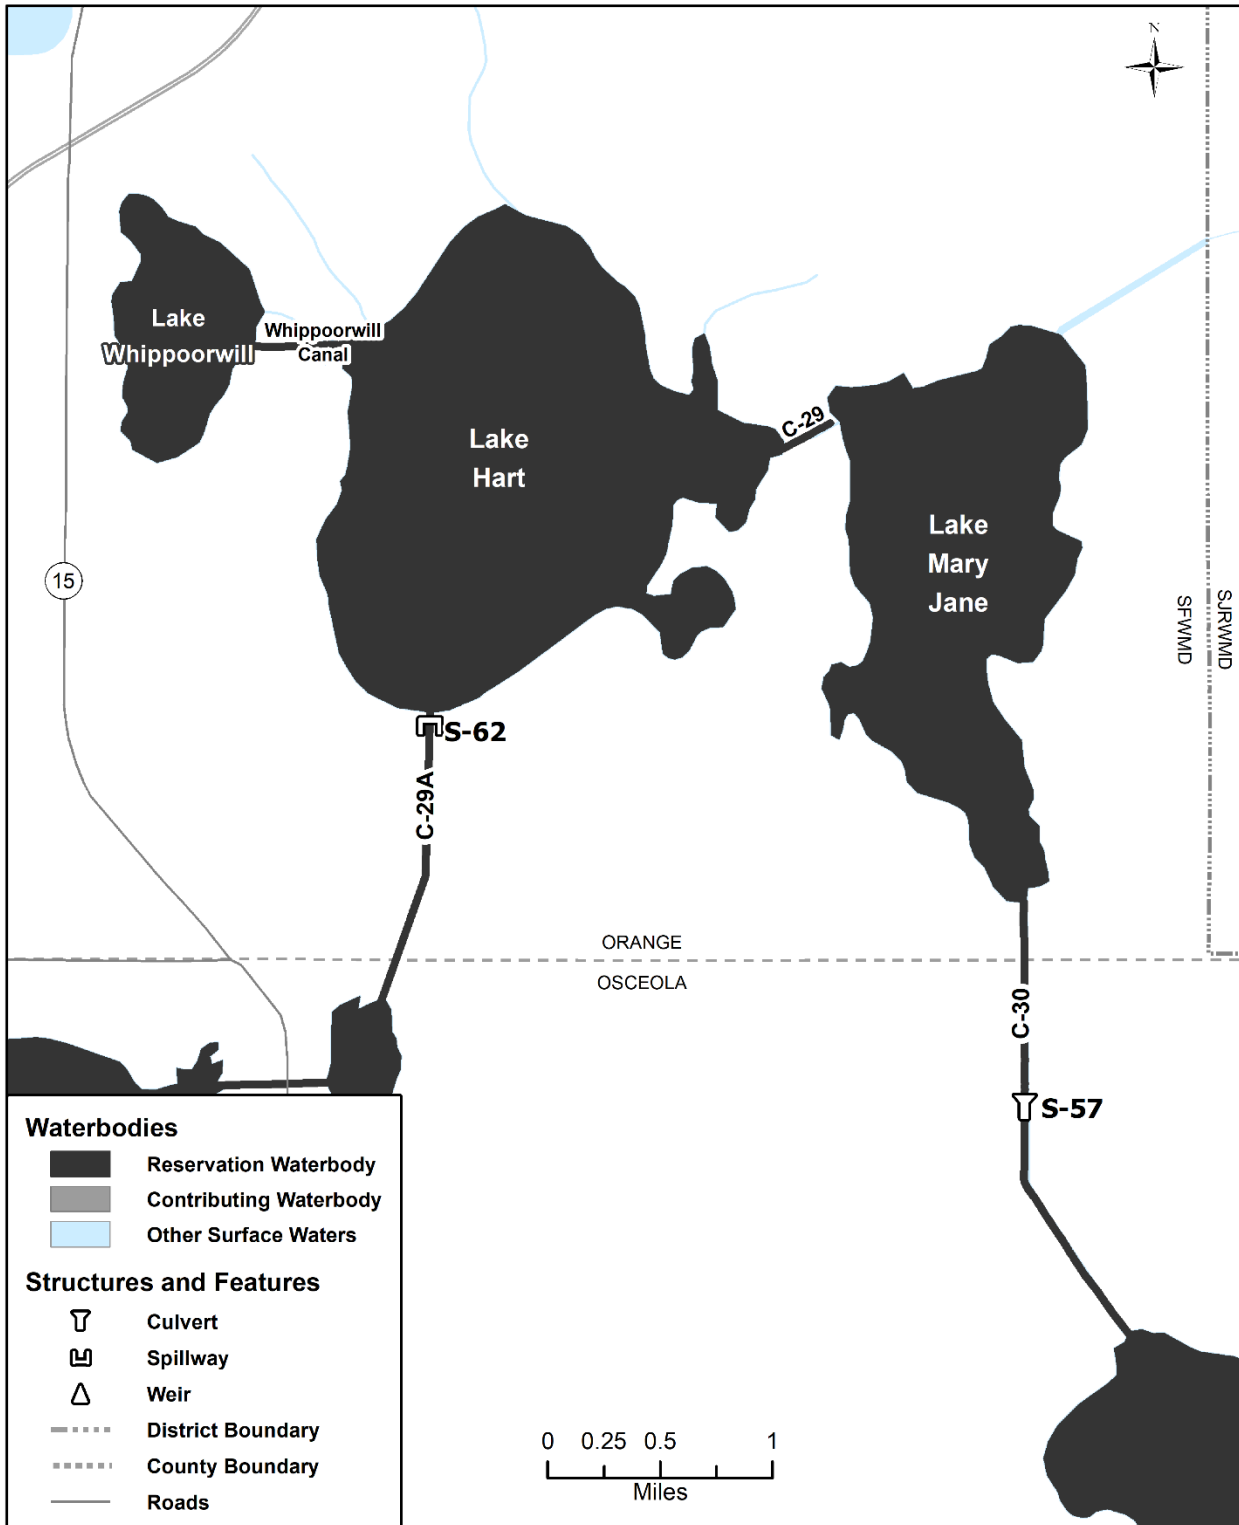 N
Lake
Whippoorwill
Whippoorwill
Canal
Lake
Hart
C-29
Lake
Mary
Jane
15
SFWMD
SJRWMD
S-62
C-29A
ORANGE
OSCEOLA
C-30
S-57
Waterbodies
Reservation Waterbody
Contributing Waterbody
Other Surface Waters
Structures and Features
Culvert
Spillway
Weir
District Boundary
County Boundary
Roads
0 0.25 0.5 1
Miles